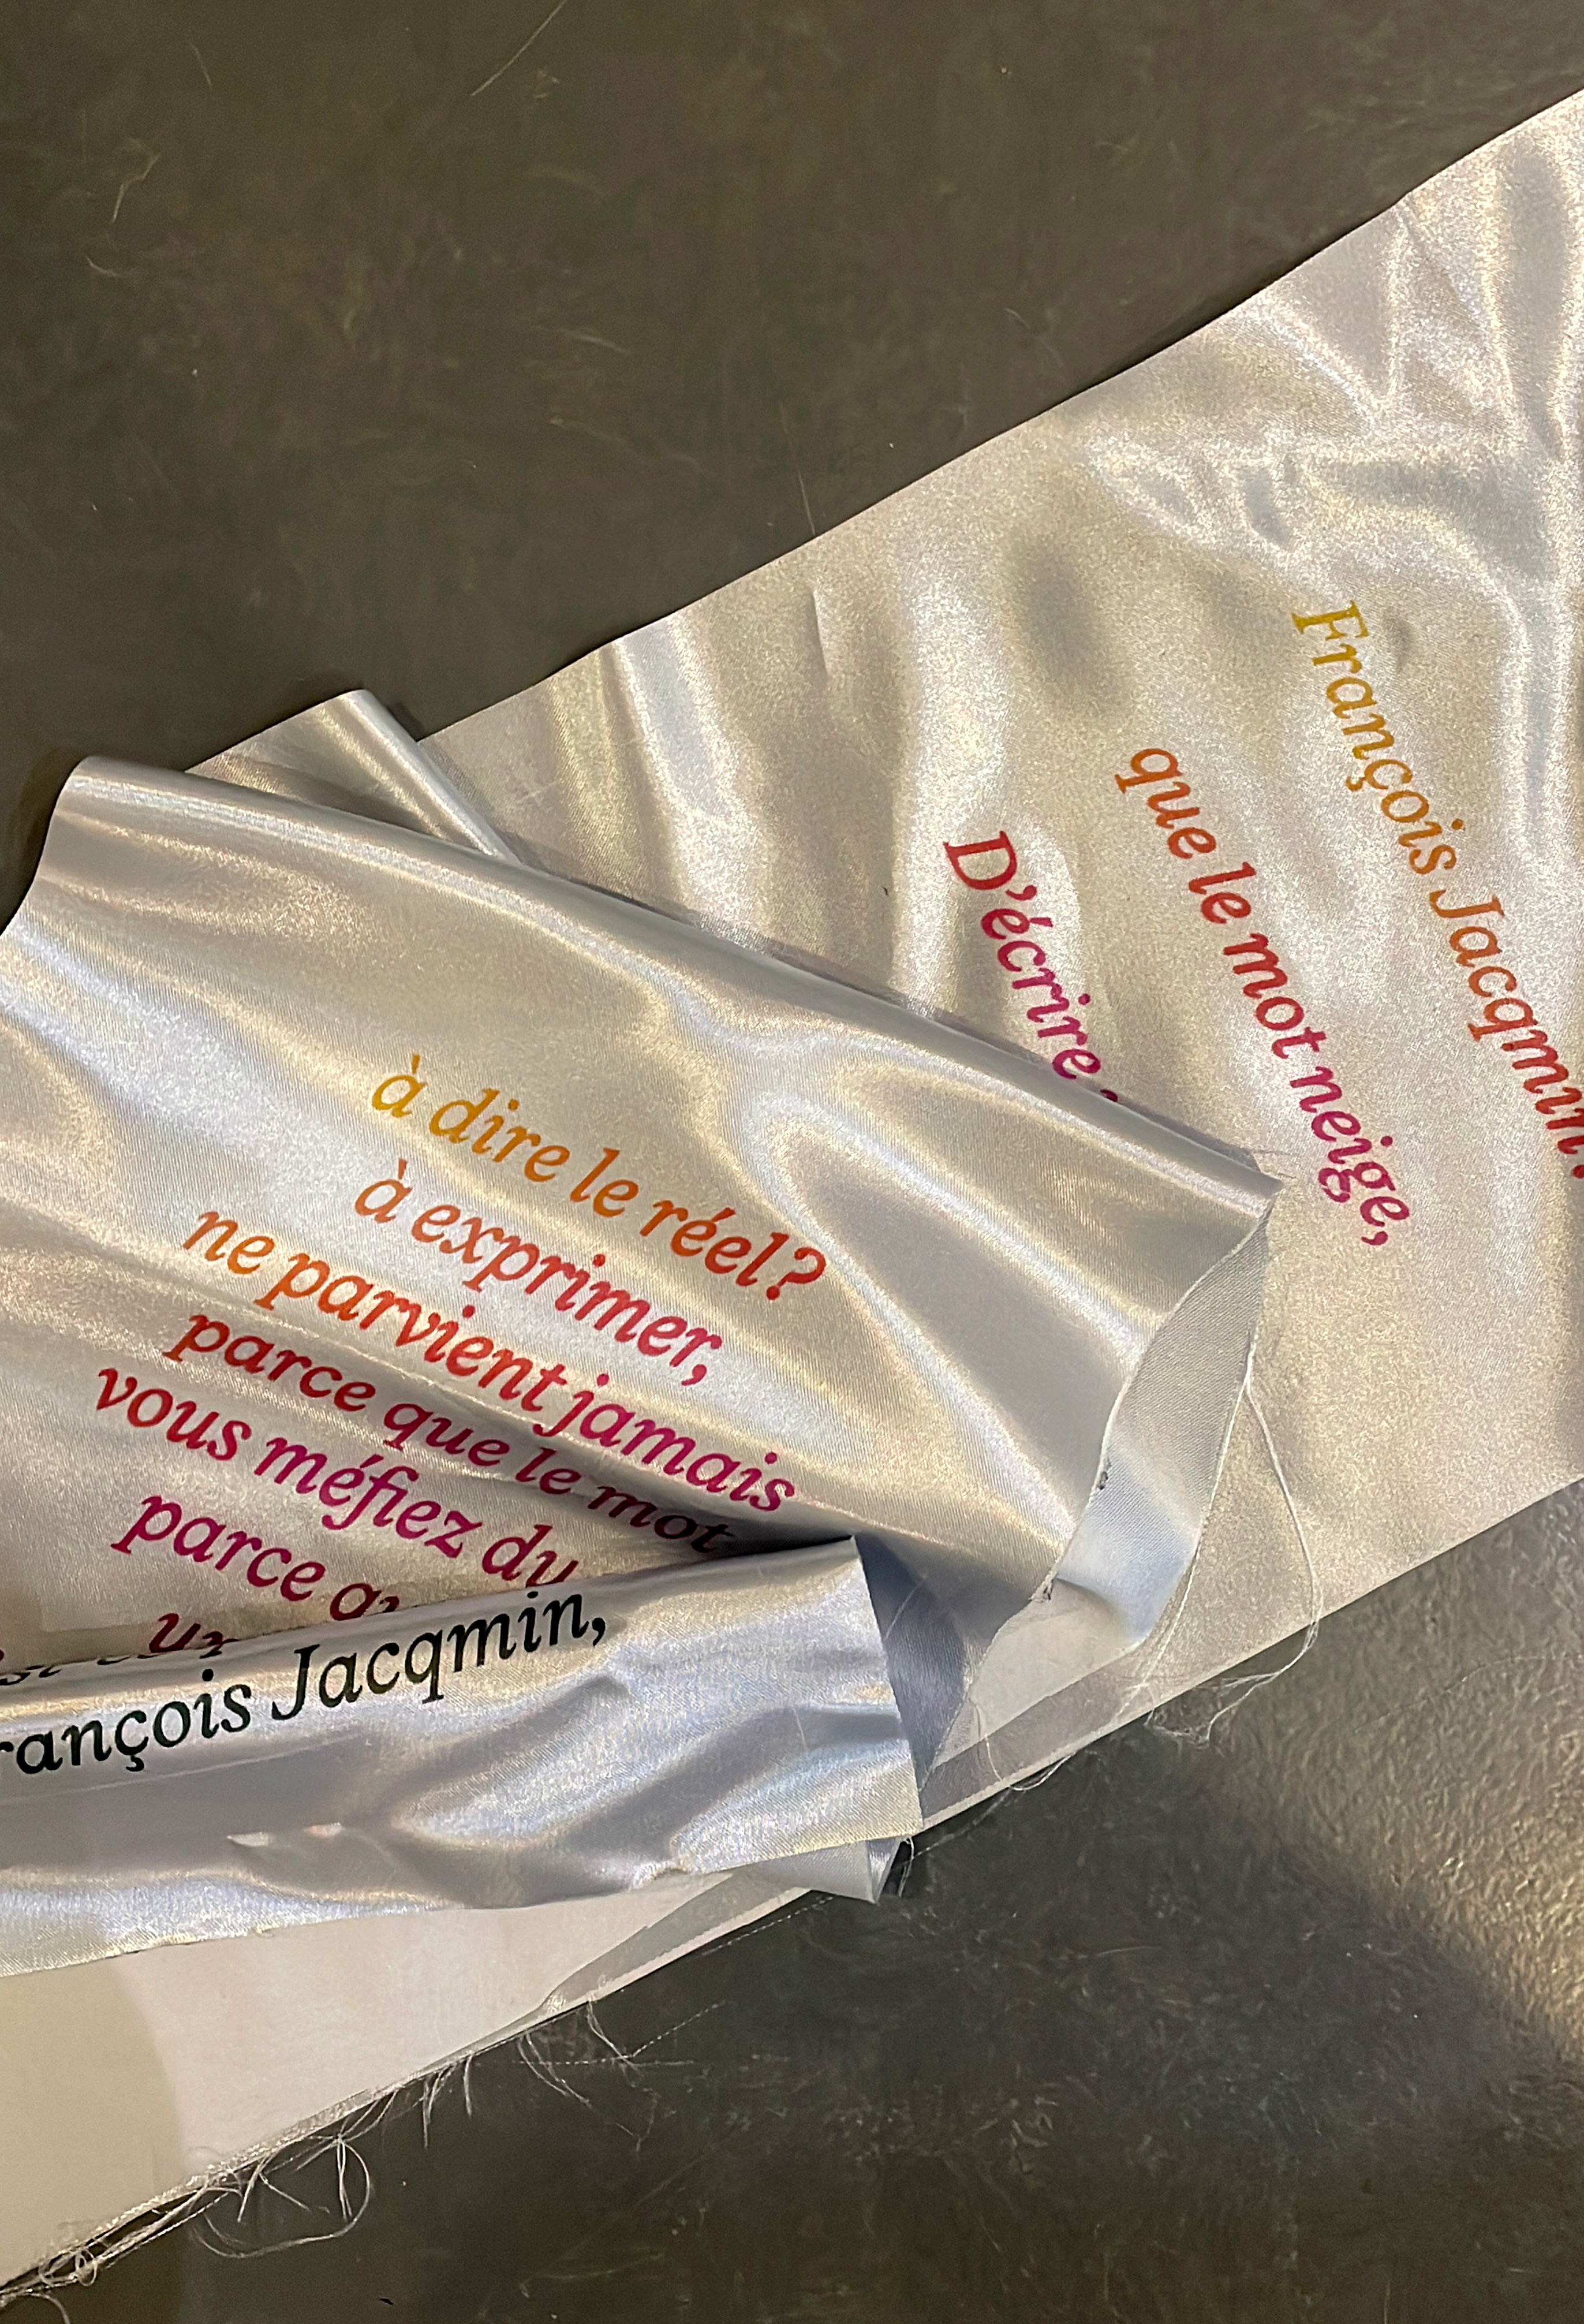 François Jacqmin?
que le mot neige,
D'écrire
à dire le réel?
à exprimer,
ne parvient jamais
parce que le mot
vous méfiez du
parce
François Jacqmin,